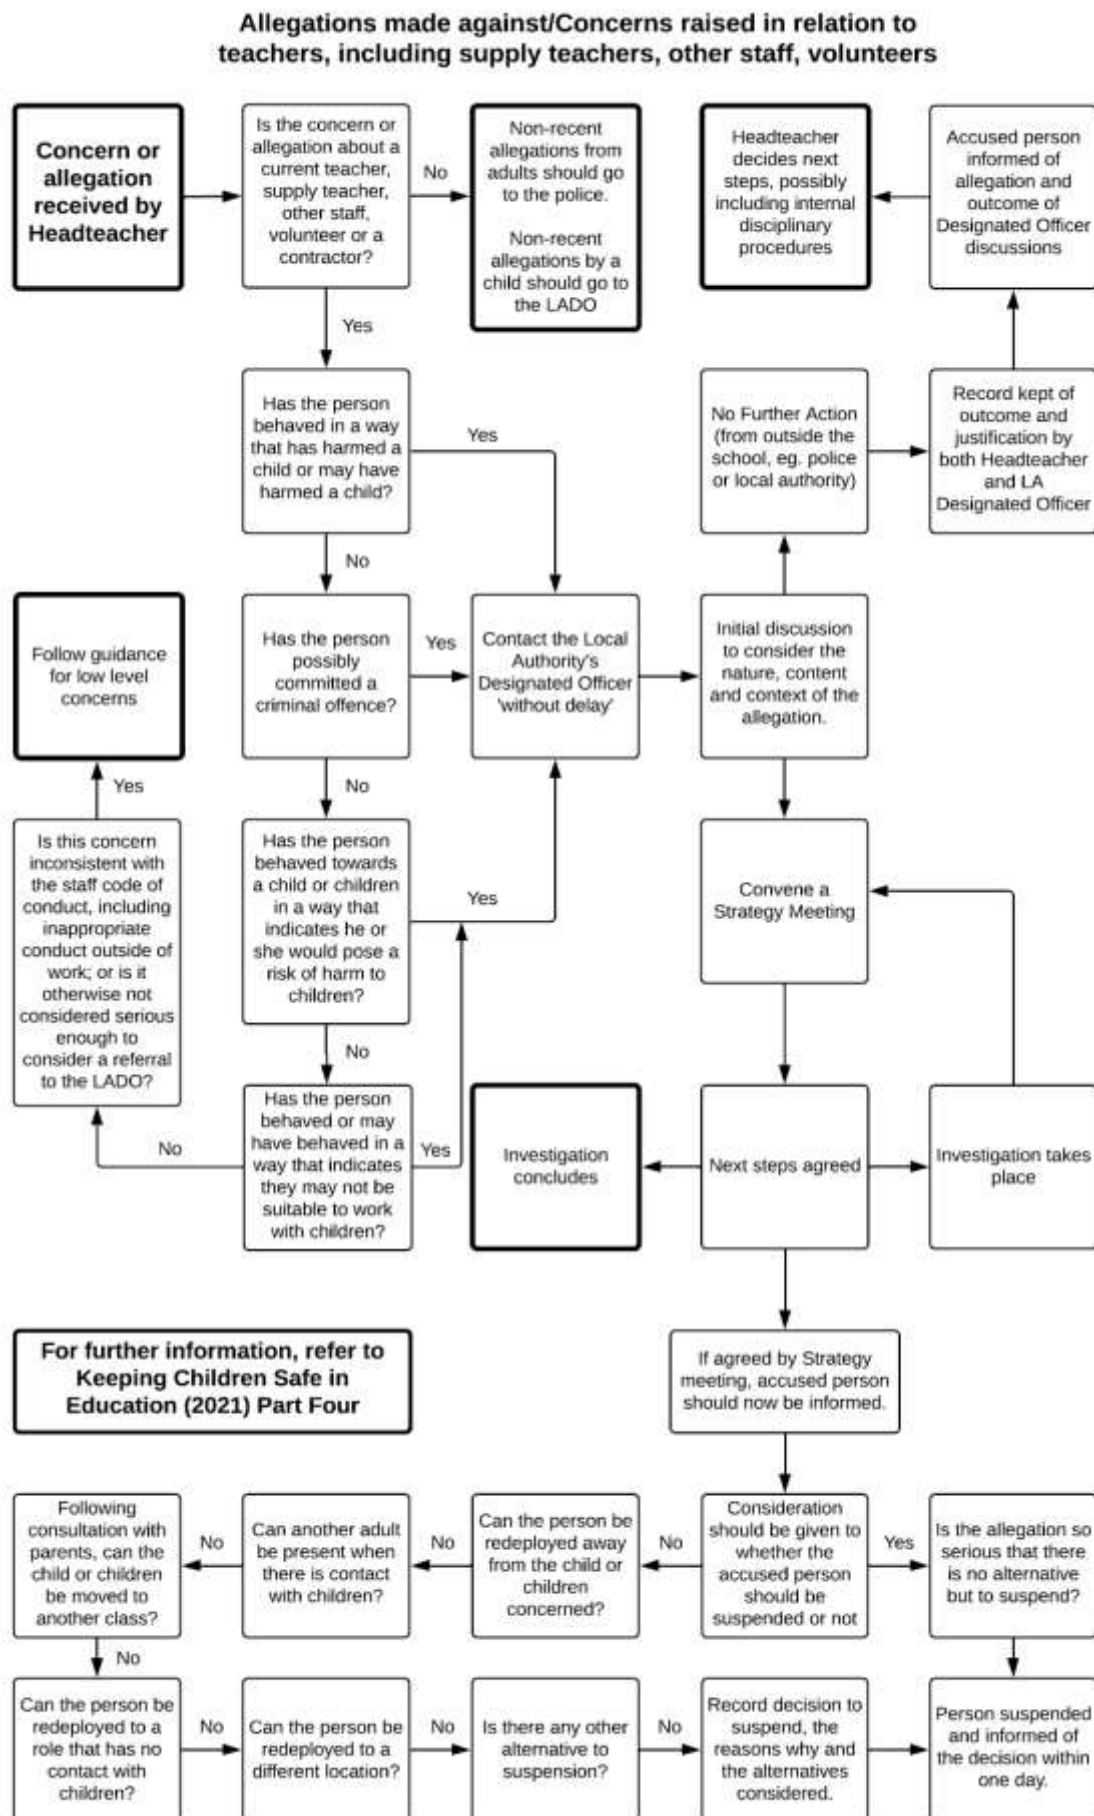 Allegations made against/Concerns raised in relation to
teachers, including supply teachers, other staff, volunteers
Concern or
allegation
received by
Headteacher
Is the concern or
allegation about a
current teacher,
supply teacher,
other staff,
volunteer or a
contractor?
No
Non-recent
allegations from
adults should go
to the police.
Non-recent
allegations by a
child should go to
the LADO
Headteacher
decides next
steps, possibly
including internal
disciplinary
procedures
Accused person
informed of
allegation and
outcome of
Designated Officer
discussions
Yes
Has the person
behaved in a way
that has harmed a
child or may have
harmed a child?
Yes
No Further Action
(from outside the
school, eg. police
or local authority)
Record kept of
outcome and
justification by
both Headteacher
and LA
Designated Officer
No
Follow guidance
for low level
concerns
Has the person
possibly
committed a
criminal offence?
Yes
Contact the Local
Authority's
Designated Officer
'without delay'
Initial discussion
to consider the
nature, content
and context of the
allegation.
Yes
No
Is this concern
inconsistent with
the staff code of
conduct, including
inappropriate
conduct outside of
work; or is it
otherwise not
considered serious
enough to
consider a referral
to the LADO?
Has the person
behaved towards
a child or children
in a way that
indicates he or
she would pose a
risk of harm to
children?
Yes
Convene a
Strategy Meeting
No
No
Has the person
behaved or may
have behaved in a
way that indicates
they may not be
suitable to work
with children?
Yes
Investigation
concludes
Next steps agreed
Investigation takes
place
For further information, refer to
Keeping Children Safe in
Education (2021) Part Four
If agreed by Strategy
meeting, accused person
should now be informed.
Following
consultation with
parents, can the
child or children
be moved to
another class?
No
Can another adult
be present when
there is contact
with children?
No
Can the person be
redeployed away
from the child or
children
concerned?
No
Consideration
should be given to
whether the
accused person
should be
suspended or not
Yes
Is the allegation so
serious that there
is no alternative
but to suspend?
No
Can the person be
redeployed to a
role that has no
contact with
children?
No
Can the person be
redeployed to a
different location?
No
Is there any other
alternative to
suspension?
No
Record decision to
suspend, the
reasons why and
the alternatives
considered.
Person suspended
and informed of
the decision within
one day.